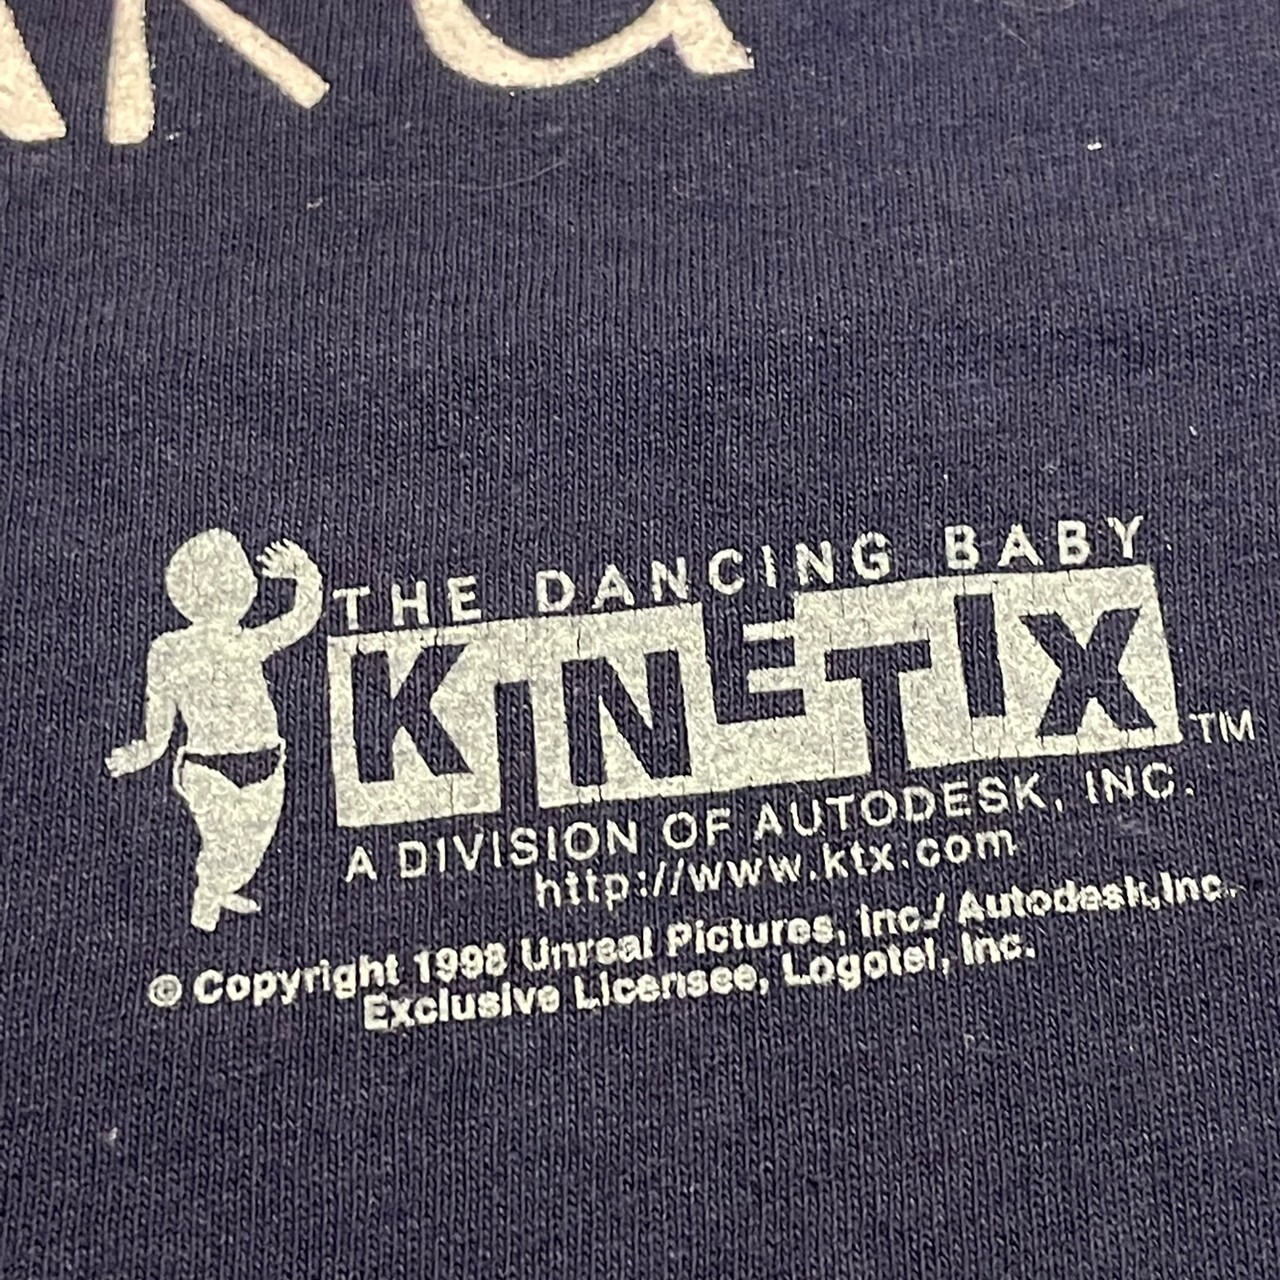 THE DANCING BABY
KINETIX TM
A DIVISION OF AUTODESK, INC.
http://www.ktx.com
© Copyright 1998 Unreal Pictures, Inc./ Autodesk,Inc.
Exclusive Licensee, Logotel, Inc.